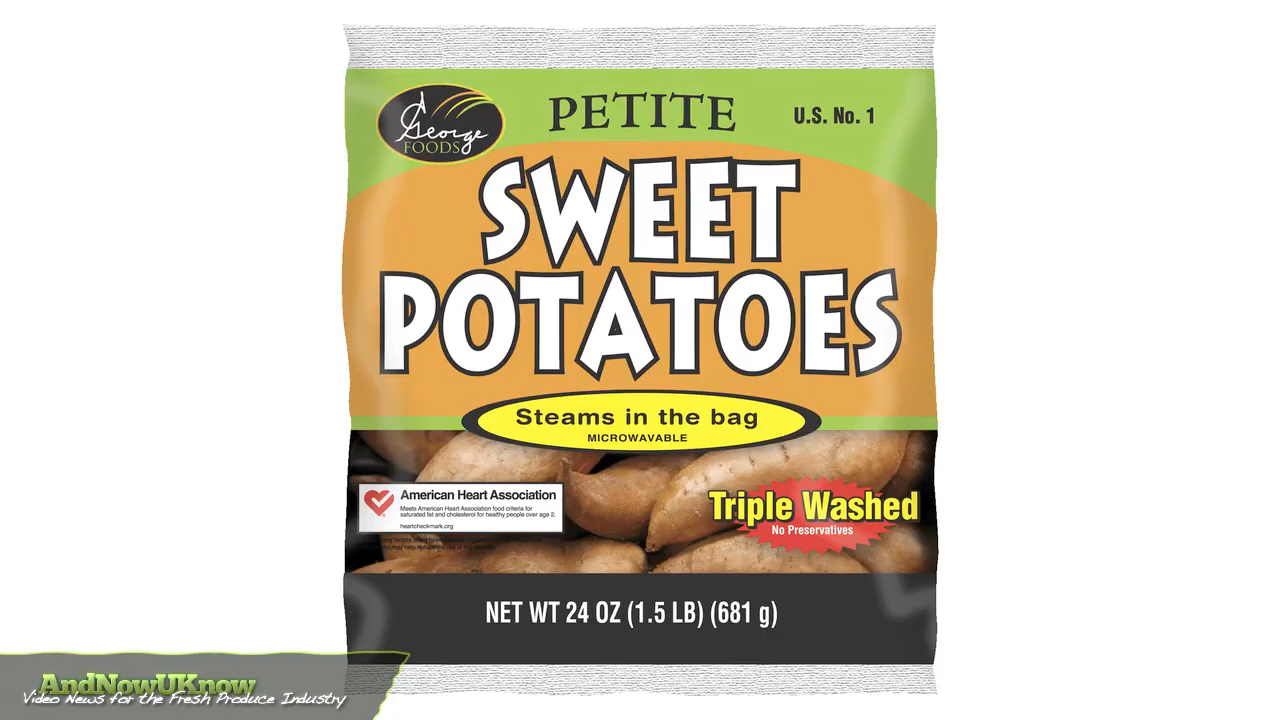 George
FOODS
PETITE
U.S. No. 1
SWEET
POTATOES
Steams in the bag
MICROWAVABLE
American Heart Association
Meets American Heart Association food criteria for
saturated fat and cholesterol for healthy people over age 2.
heartcheckmark.org
Triple Washed
No Preservatives
NET WT 24 OZ (1.5 LB) (681 g)
AndNowUKnow
Video News for the Fresh Produce Industry